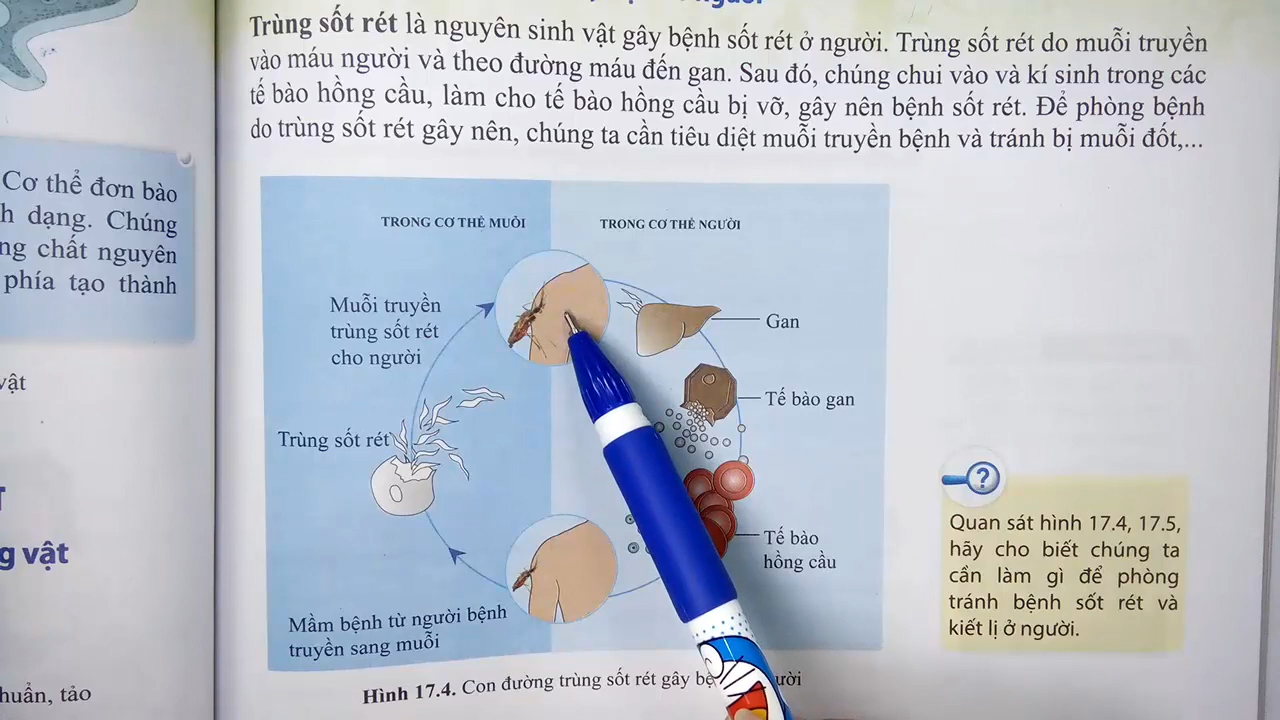 Trùng sốt rét là nguyên sinh vật gây bệnh sốt rét ở người. Trùng sốt rét do muỗi truyền
vào máu người và theo đường máu đến gan. Sau đó, chúng chui vào và kí sinh trong các
tế bào hồng cầu, làm cho tế bào hồng cầu bị vỡ, gây nên bệnh sốt rét. Để phòng bệnh
do trùng sốt rét gây nên, chúng ta cần tiêu diệt muỗi truyền bệnh và tránh bị muỗi đốt,...
Cơ thể đơn bào
h dạng. Chúng
ng chất nguyên
phía tạo thành
vật
g vật
huẩn, tảo
TRONG CƠ THỂ MUỖI
TRONG CƠ THỂ NGƯỜI
Muỗi truyền
trùng sốt rét
cho người
Gan
Tế bào gan
Trùng sốt rét
Tế bào
hồng cầu
Mầm bệnh từ người bệnh
truyền sang muỗi
Hình 17.4. Con đường trùng sốt rét gây bệ ười
?
Quan sát hình 17.4, 17.5,
hãy cho biết chúng ta
cần làm gì để phòng
tránh bệnh sốt rét và
kiết lị ở người.